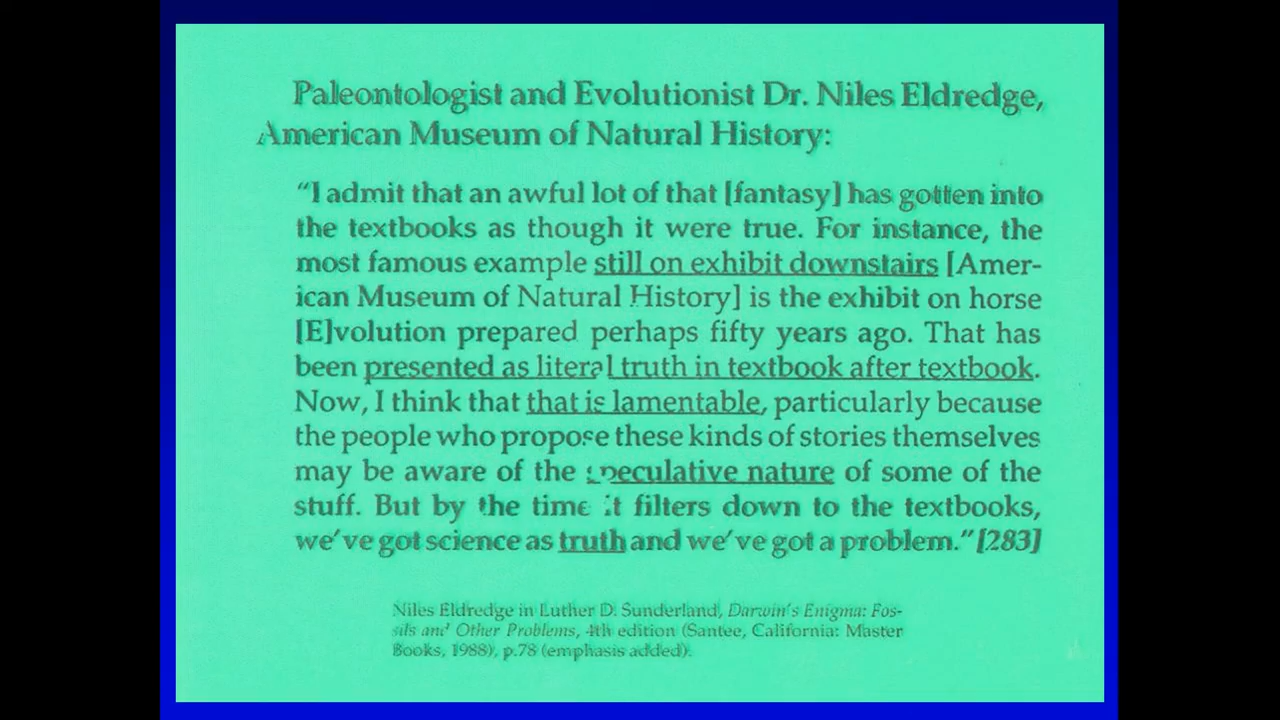 Paleontologist and Evolutionist Dr. Niles Eldredge,
American Museum of Natural History:
“I admit that an awful lot of that [fantasy] has gotten into
the textbooks as though it were true. For instance, the
most famous example still on exhibit downstairs [Amer-
ican Museum of Natural History] is the exhibit on horse
[E]volution prepared perhaps fifty years ago. That has
been presented as literal truth in textbook after textbook.
Now, I think that that is lamentable, particularly because
the people who propose these kinds of stories themselves
may be aware of the speculative nature of some of the
stuff. But by the time it filters down to the textbooks,
we’ve got science as truth and we’ve got a problem.” [283]
Niles Eldredge in Luther D. Sunderland, Darwin's Enigma: Fos-
sils and Other Problems, 4th edition (Santee, California: Master
Books, 1988), p.78 (emphasis added).